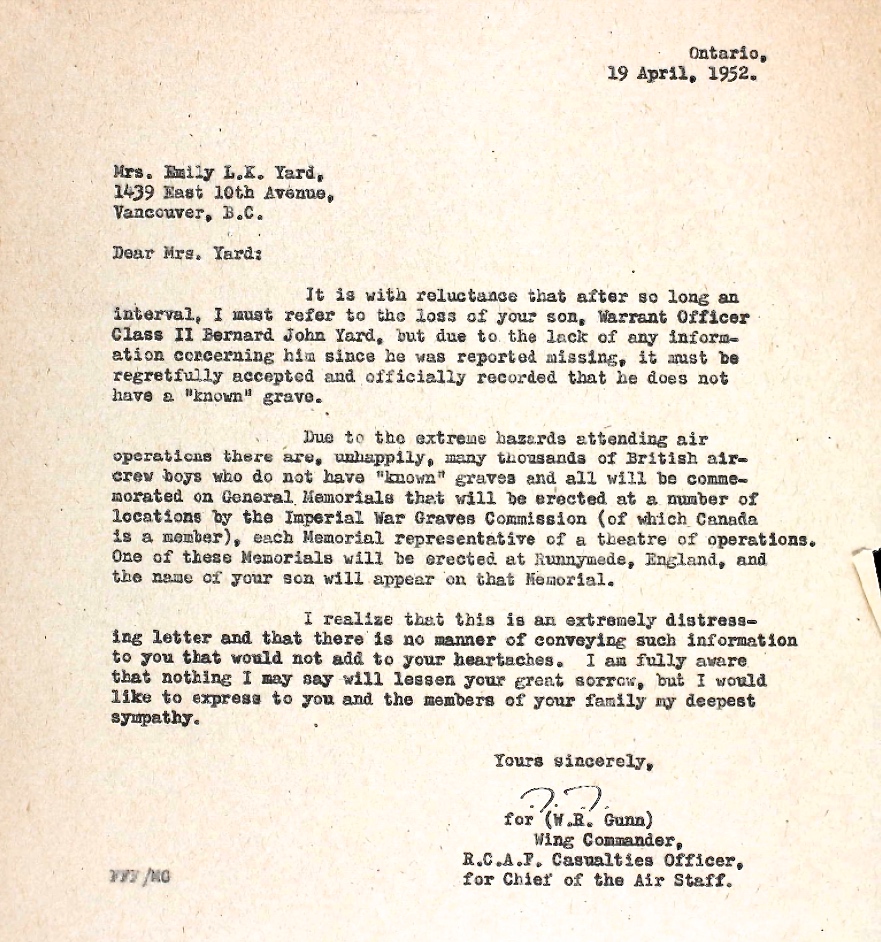 Ontario,
19 April, 1952.
Mrs. Emily L.K. Yard,
1439 East 10th Avenue,
Vancouver, B.C.
Dear Mrs. Yard:
It is with reluctance that after so long an
interval, I must refer to the loss of your son, Warrant Officer
Class II Bernard John Yard, but due to the lack of any inform-
ation concerning him since he was reported missing, it must be
regretfully accepted and officially recorded that he does not
have a "known" grave.
Due to the extreme hazards attending air
operations there are, unhappily, many thousands of British air-
crew boys who do not have "known" graves and all will be comme-
morated on General Memorials that will be erected at a number of
locations by the Imperial War Graves Commission (of which Canada
is a member), each Memorial representative of a theatre of operations.
One of these Memorials will be erected at Runnymede, England, and
the name of your son will appear on that Memorial.
I realize that this is an extremely distress-
ing letter and that there is no manner of conveying such information
to you that would not add to your heartaches. I am fully aware
that nothing I may say will lessen your great sorrow, but I would
like to express to you and the members of your family my deepest
sympathy.
Yours sincerely,
for (W.R. Gunn)
Wing Commander,
R.C.A.F. Casualties Officer,
for Chief of the Air Staff.
/MG